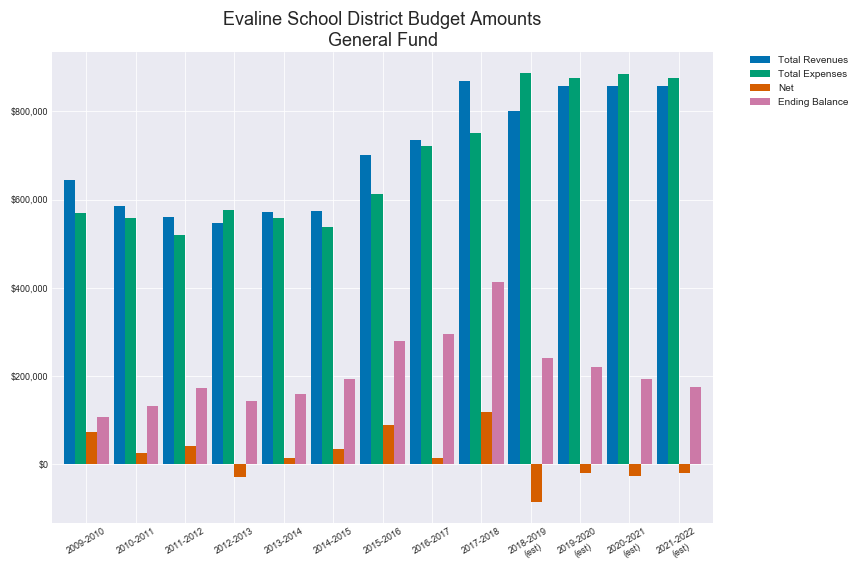 Evaline School District Budget Amounts
General Fund
Total Revenues
Total Expenses
Net
Ending Balance
$800,000
$600,000
$400,000
$200,000
$0
2009-2010
2010-2011
2011-2012
2012-2013
2013-2014
2014-2015
2015-2016
2016-2017
2017-2018
2018-2019
(est)
2019-2020
(est)
2020-2021
(est)
2021-2022
(est)